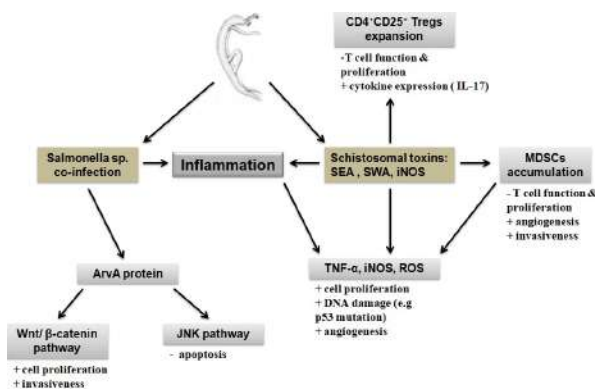 CD4⁺CD25⁺ Tregs
expansion
-T cell function &
proliferation
+ cytokine expression ( IL-17)
Salmonella sp.
co-infection
Inflammation
Schistosomal toxins:
SEA , SWA, iNOS
MDSCs
accumulation
- T cell function &
proliferation
+ angiogenesis
+ invasiveness
ArvA protein
TNF-α, iNOS, ROS
+ cell proliferation
+ DNA damage (e.g
p53 mutation)
+ angiogenesis
Wnt/ β-catenin
pathway
+ cell proliferation
+ invasiveness
JNK pathway
- apoptosis